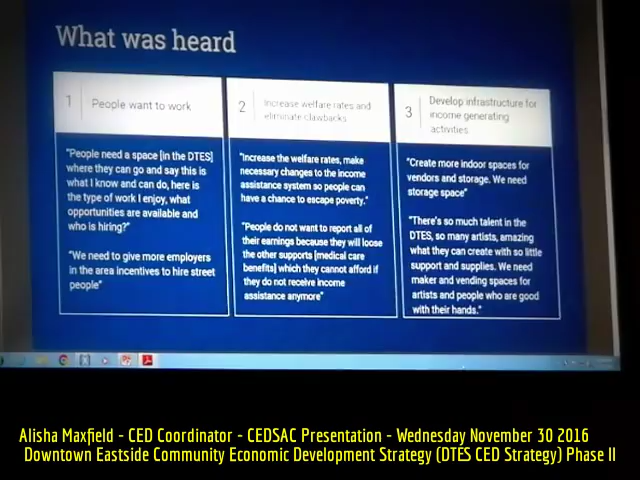 What was heard
1 People want to work
"People need a space [in the DTES]
where they can go and say this is
what I know and can do, here is
the type of work I enjoy, what
opportunities are available and
who is hiring?"
"We need to give more employers
in the area incentives to hire street
people"
2 Increase welfare rates and
eliminate clawbacks
"Increase the welfare rates, make
necessary changes to the income
assistance system so people can
have a chance to escape poverty."
"People do not want to report all of
their earnings because they will loose
the other supports [medical care
benefits] which they cannot afford if
they do not receive income
assistance anymore"
3 Develop infrastructure for
income generating
activities
"Create more indoor spaces for
vendors and storage. We need
storage space"
"There's so much talent in the
DTES, so many artists, amazing
what they can create with so little
support and supplies. We need
maker and vending spaces for
artists and people who are good
with their hands."
Alisha Maxfield - CED Coordinator - CEDSAC Presentation - Wednesday November 30 2016
Downtown Eastside Community Economic Development Strategy (DTES CED Strategy) Phase II